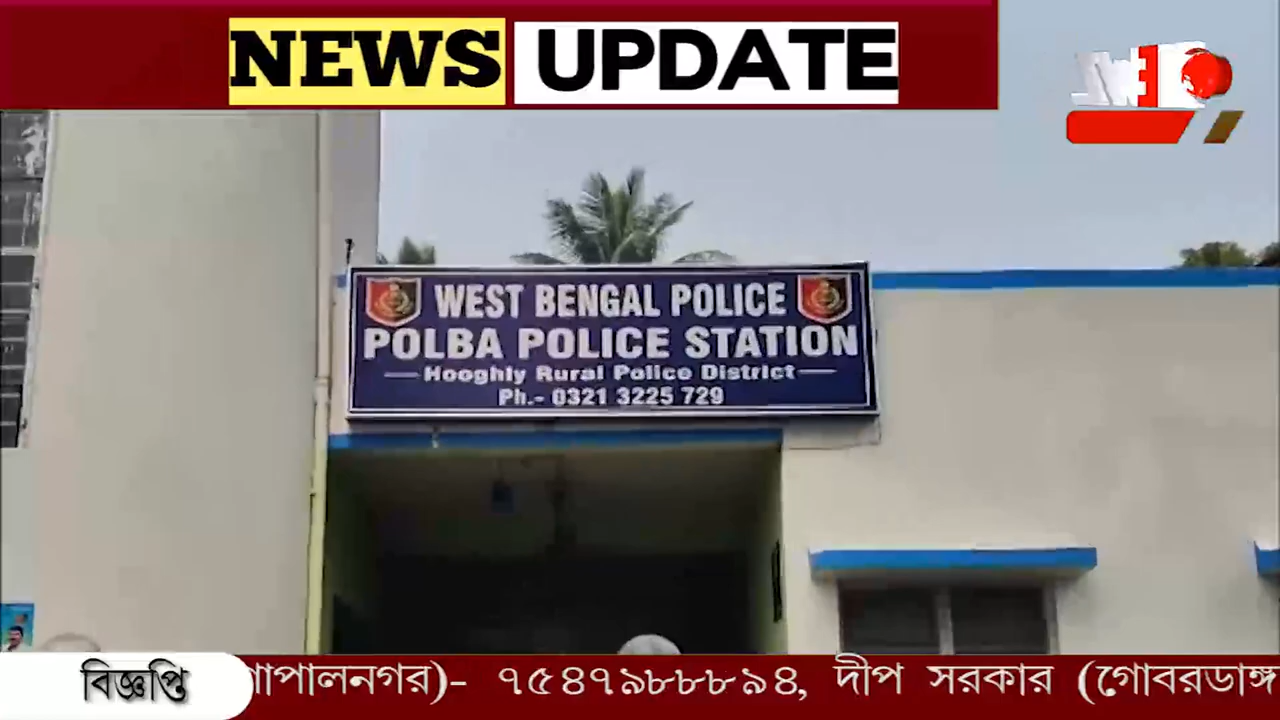 NEWS UPDATE
WEST BENGAL POLICE
POLBA POLICE STATION
Hooghly Rural Police District
Ph.- 0321 3225 729
বিজ্ঞপ্তি
গোপালনগর)- ৭৫৪৭৯৮৮৮৯৪, দীপ সরকার (গোবরডাঙ্গ